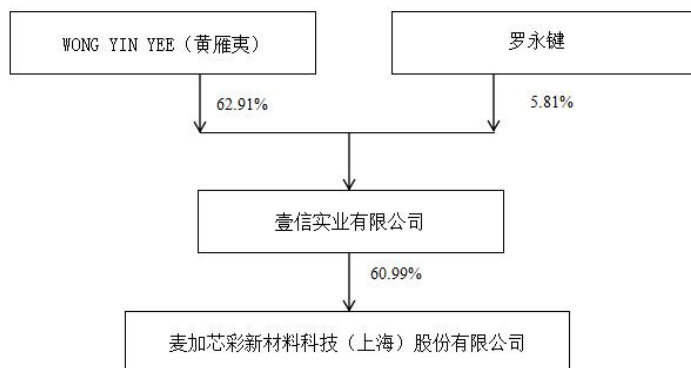 WONG YIN YEE（黄雁夷）
罗永键
62.91%
5.81%
壹信实业有限公司
60.99%
麦加芯彩新材料科技（上海）股份有限公司